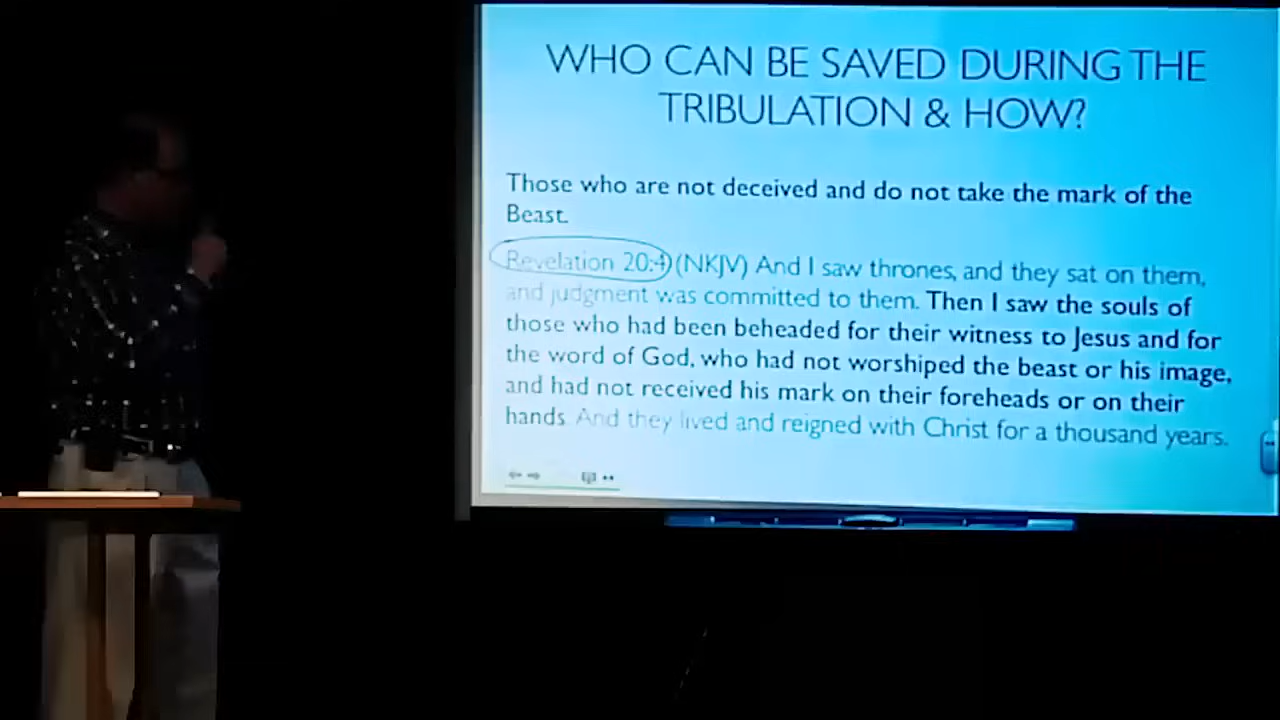 WHO CAN BE SAVED DURING THE
TRIBULATION & HOW?
Those who are not deceived and do not take the mark of the
Beast.
Revelation 20:4 (NKJV) And I saw thrones, and they sat on them,
and judgment was committed to them. Then I saw the souls of
those who had been beheaded for their witness to Jesus and for
the word of God, who had not worshiped the beast or his image,
and had not received his mark on their foreheads or on their
hands. And they lived and reigned with Christ for a thousand years.